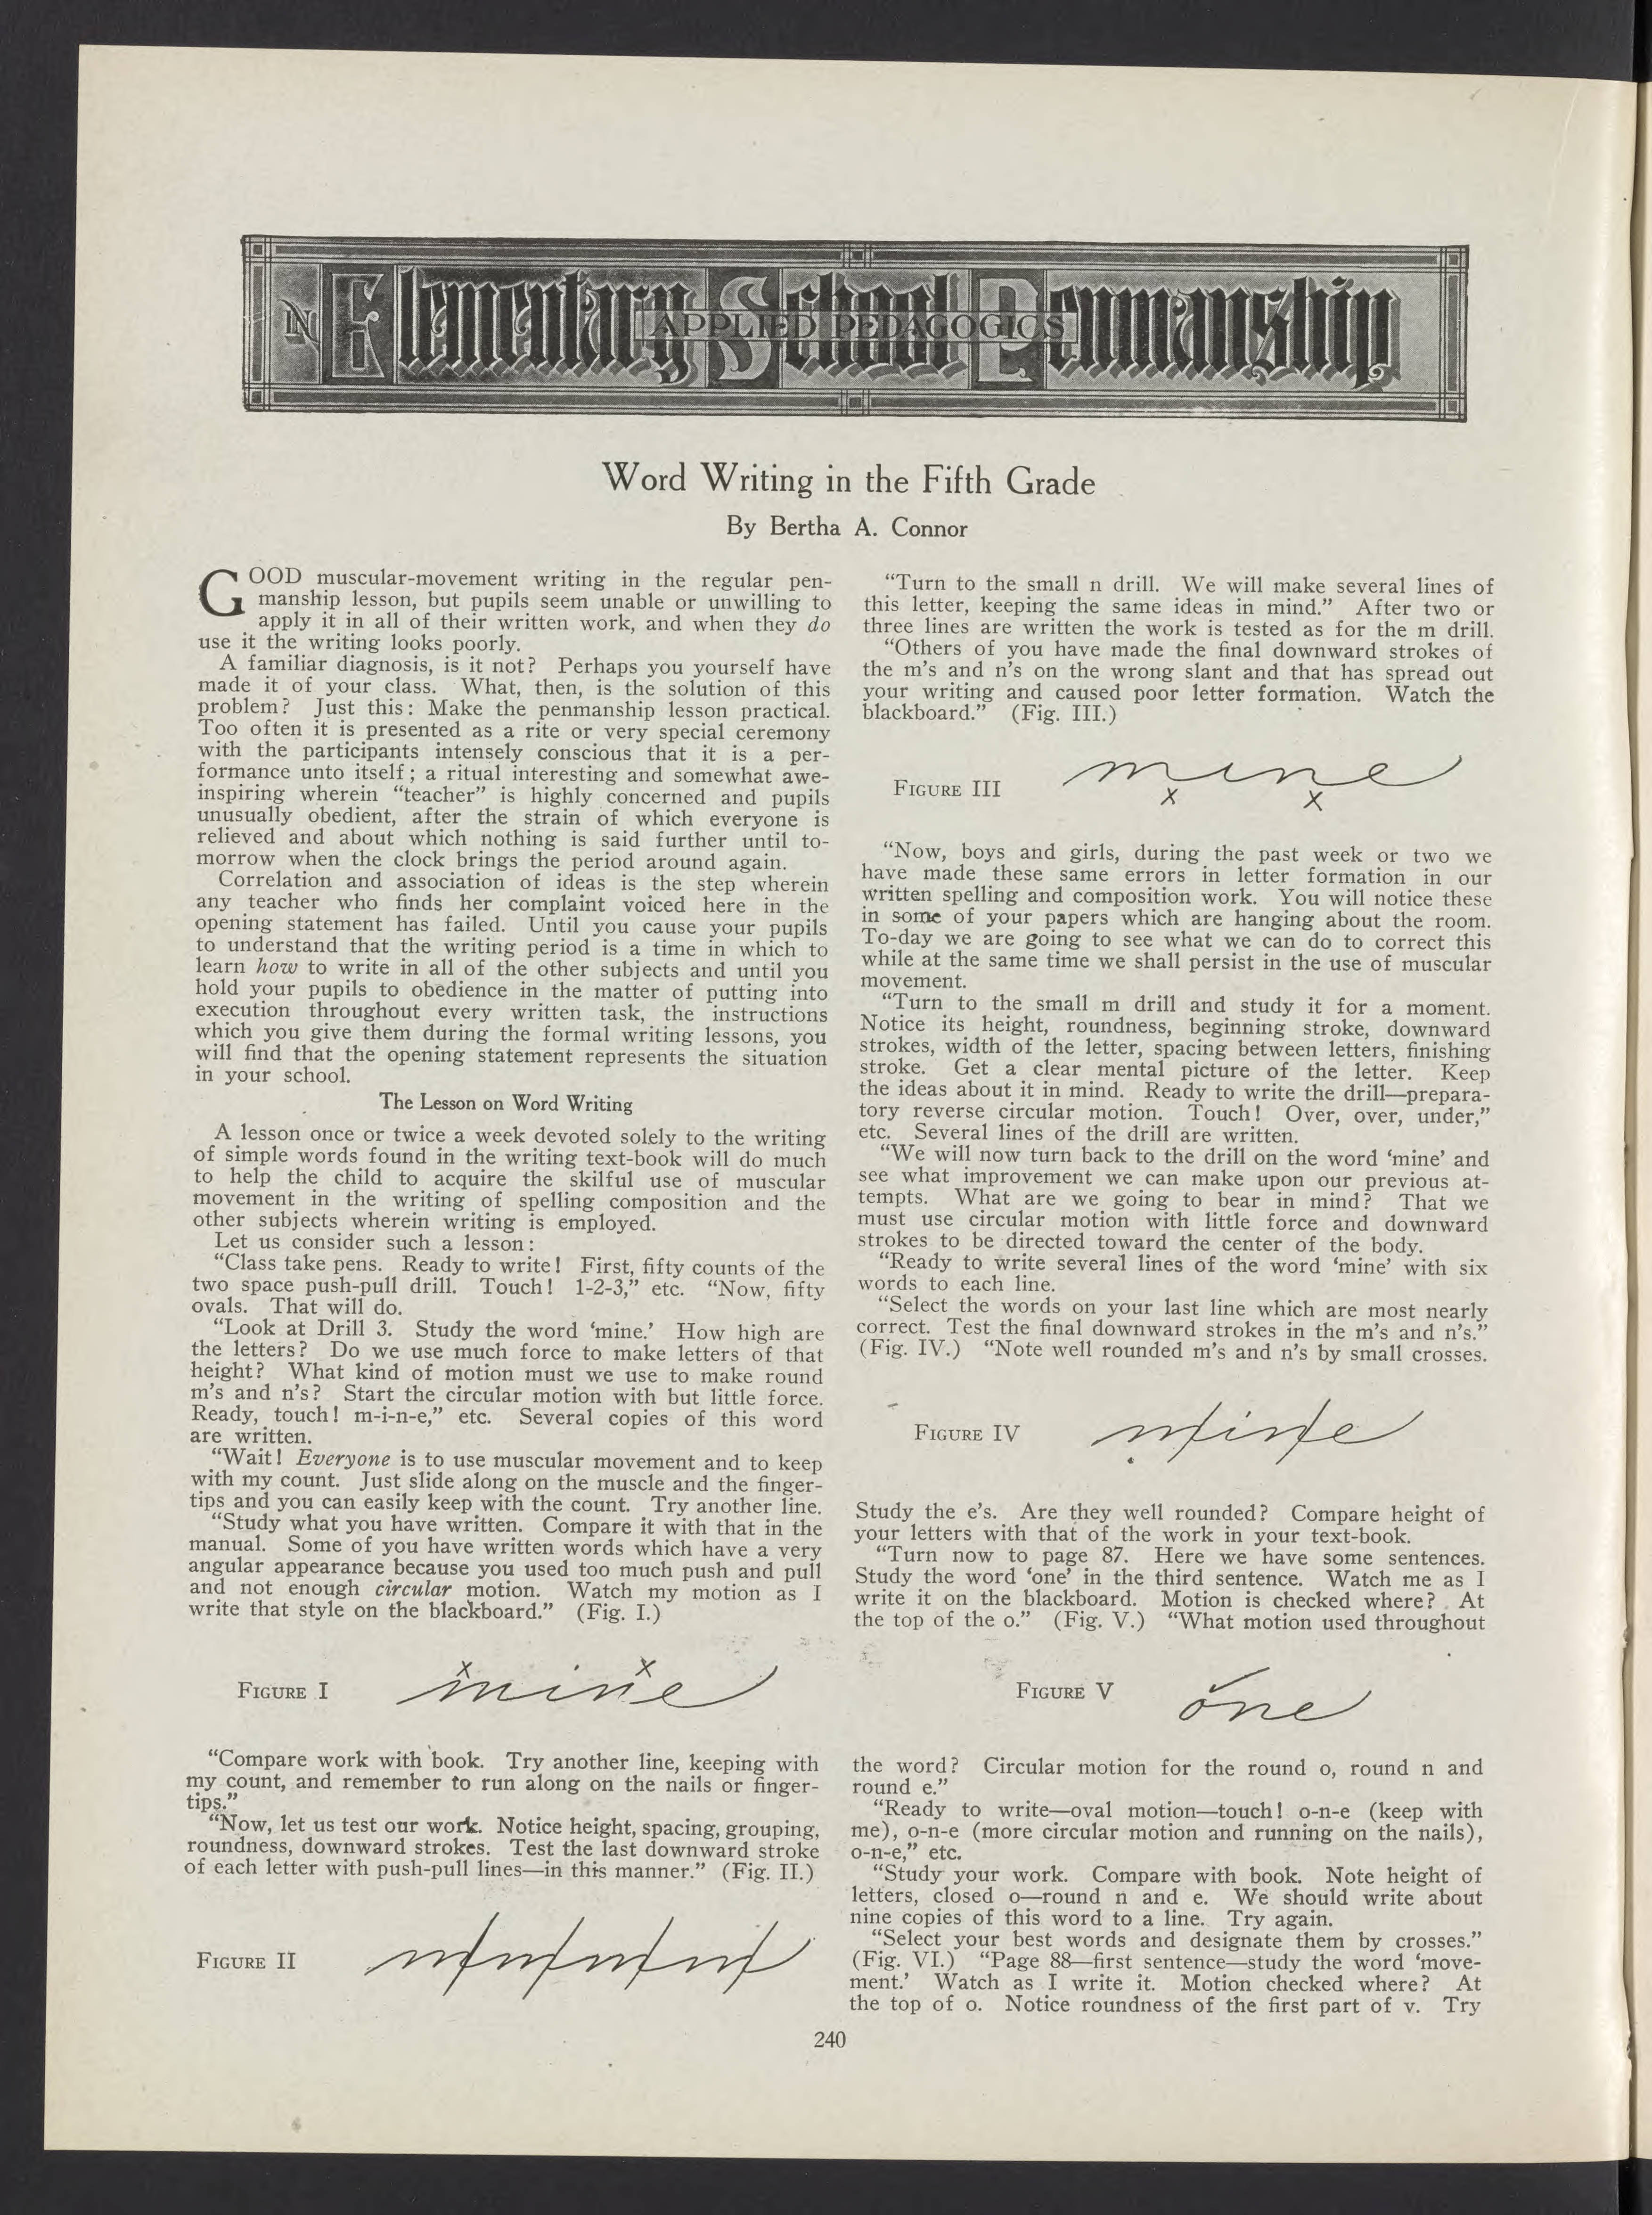 APPLIED PEDAGOGICS
IN Elementary School Penmanship
Word Writing in the Fifth Grade
By Bertha A. Connor
GOOD muscular-movement writing in the regular pen-
manship lesson, but pupils seem unable or unwilling to
apply it in all of their written work, and when they do
use it the writing looks poorly.
A familiar diagnosis, is it not? Perhaps you yourself have
made it of your class. What, then, is the solution of this
problem? Just this: Make the penmanship lesson practical.
Too often it is presented as a rite or very special ceremony
with the participants intensely conscious that it is a per-
formance unto itself; a ritual interesting and somewhat awe-
inspiring wherein “teacher” is highly concerned and pupils
unusually obedient, after the strain of which everyone is
relieved and about which nothing is said further until to-
morrow when the clock brings the period around again.
Correlation and association of ideas is the step wherein
any teacher who finds her complaint voiced here in the
opening statement has failed. Until you cause your pupils
to understand that the writing period is a time in which to
learn how to write in all of the other subjects and until you
hold your pupils to obedience in the matter of putting into
execution throughout every written task, the instructions
which you give them during the formal writing lessons, you
will find that the opening statement represents the situation
in your school.
The Lesson on Word Writing
A lesson once or twice a week devoted solely to the writing
of simple words found in the writing text-book will do much
to help the child to acquire the skilful use of muscular
movement in the writing of spelling composition and the
other subjects wherein writing is employed.
Let us consider such a lesson:
“Class take pens. Ready to write! First, fifty counts of the
two space push-pull drill. Touch! 1-2-3,” etc. “Now, fifty
ovals. That will do.
“Look at Drill 3. Study the word ‘mine.’ How high are
the letters? Do we use much force to make letters of that
height? What kind of motion must we use to make round
m’s and n’s? Start the circular motion with but little force.
Ready, touch! m-i-n-e,” etc. Several copies of this word
are written.
“Wait! Everyone is to use muscular movement and to keep
with my count. Just slide along on the muscle and the finger-
tips and you can easily keep with the count. Try another line.
“Study what you have written. Compare it with that in the
manual. Some of you have written words which have a very
angular appearance because you used too much push and pull
and not enough circular motion. Watch my motion as I
write that style on the blackboard.” (Fig. I.)
FIGURE I
x x
mine
“Compare work with book. Try another line, keeping with
my count, and remember to run along on the nails or finger-
tips.”
“Now, let us test our work. Notice height, spacing, grouping,
roundness, downward strokes. Test the last downward stroke
of each letter with push-pull lines—in this manner.” (Fig. II.)
FIGURE II
“Turn to the small n drill. We will make several lines of
this letter, keeping the same ideas in mind.” After two or
three lines are written the work is tested as for the m drill.
“Others of you have made the final downward strokes of
the m’s and n’s on the wrong slant and that has spread out
your writing and caused poor letter formation. Watch the
blackboard.” (Fig. III.)
FIGURE III
mine
x x
“Now, boys and girls, during the past week or two we
have made these same errors in letter formation in our
written spelling and composition work. You will notice these
in some of your papers which are hanging about the room.
To-day we are going to see what we can do to correct this
while at the same time we shall persist in the use of muscular
movement.
“Turn to the small m drill and study it for a moment.
Notice its height, roundness, beginning stroke, downward
strokes, width of the letter, spacing between letters, finishing
stroke. Get a clear mental picture of the letter. Keep
the ideas about it in mind. Ready to write the drill—prepara-
tory reverse circular motion. Touch! Over, over, under,”
etc. Several lines of the drill are written.
“We will now turn back to the drill on the word ‘mine’ and
see what improvement we can make upon our previous at-
tempts. What are we going to bear in mind? That we
must use circular motion with little force and downward
strokes to be directed toward the center of the body.
“Ready to write several lines of the word ‘mine’ with six
words to each line.
“Select the words on your last line which are most nearly
correct. Test the final downward strokes in the m’s and n’s.”
(Fig. IV.) “Note well rounded m’s and n’s by small crosses.
FIGURE IV
mine
Study the e’s. Are they well rounded? Compare height of
your letters with that of the work in your text-book.
“Turn now to page 87. Here we have some sentences.
Study the word ‘one’ in the third sentence. Watch me as I
write it on the blackboard. Motion is checked where? At
the top of the o.” (Fig. V.) “What motion used throughout
FIGURE V
one
the word? Circular motion for the round o, round n and
round e.”
“Ready to write—oval motion—touch! o-n-e (keep with
me), o-n-e (more circular motion and running on the nails),
o-n-e,” etc.
“Study your work. Compare with book. Note height of
letters, closed o—round n and e. We should write about
nine copies of this word to a line. Try again.
“Select your best words and designate them by crosses.”
(Fig. VI.) “Page 88—first sentence—study the word ‘move-
ment.’ Watch as I write it. Motion checked where? At
the top of o. Notice roundness of the first part of v. Try
240